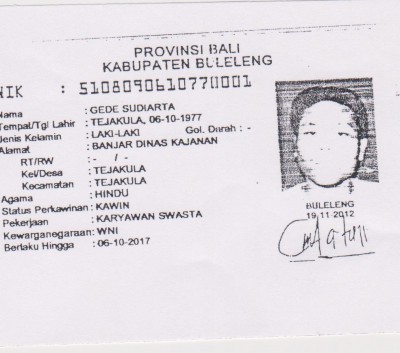 PROVINSI BALI
KABUPATEN BULELENG
NIK : 5108090610770001
Nama : GEDE SUDIARTA
Tempat/Tgl Lahir : TEJAKULA, 06-10-1977
Jenis Kelamin : LAKI-LAKI Gol. Darah : -
Alamat : BANJAR DINAS KAJANAN
RT/RW : - / -
Kel/Desa : TEJAKULA
Kecamatan : TEJAKULA
Agama : HINDU
Status Perkawinan : KAWIN
Pekerjaan : KARYAWAN SWASTA
Kewarganegaraan : WNI
Berlaku Hingga : 06-10-2017
BULELENG
19-11-2012